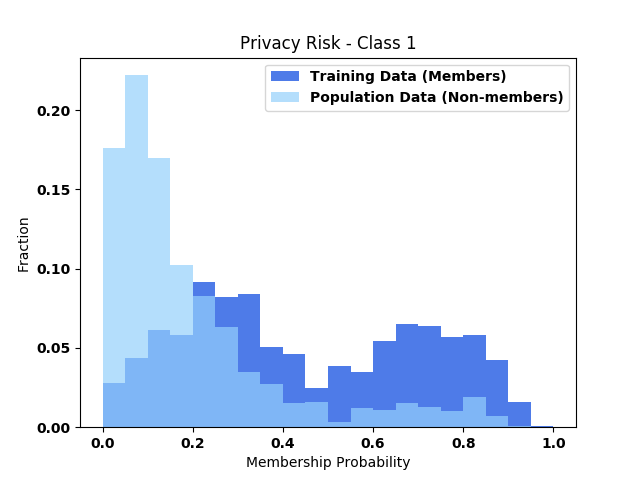 Privacy Risk - Class 1
Training Data (Members)
Population Data (Non-members)
Fraction
0.20
0.15
0.10
0.05
0.00
0.0 0.2 0.4 0.6 0.8 1.0
Membership Probability